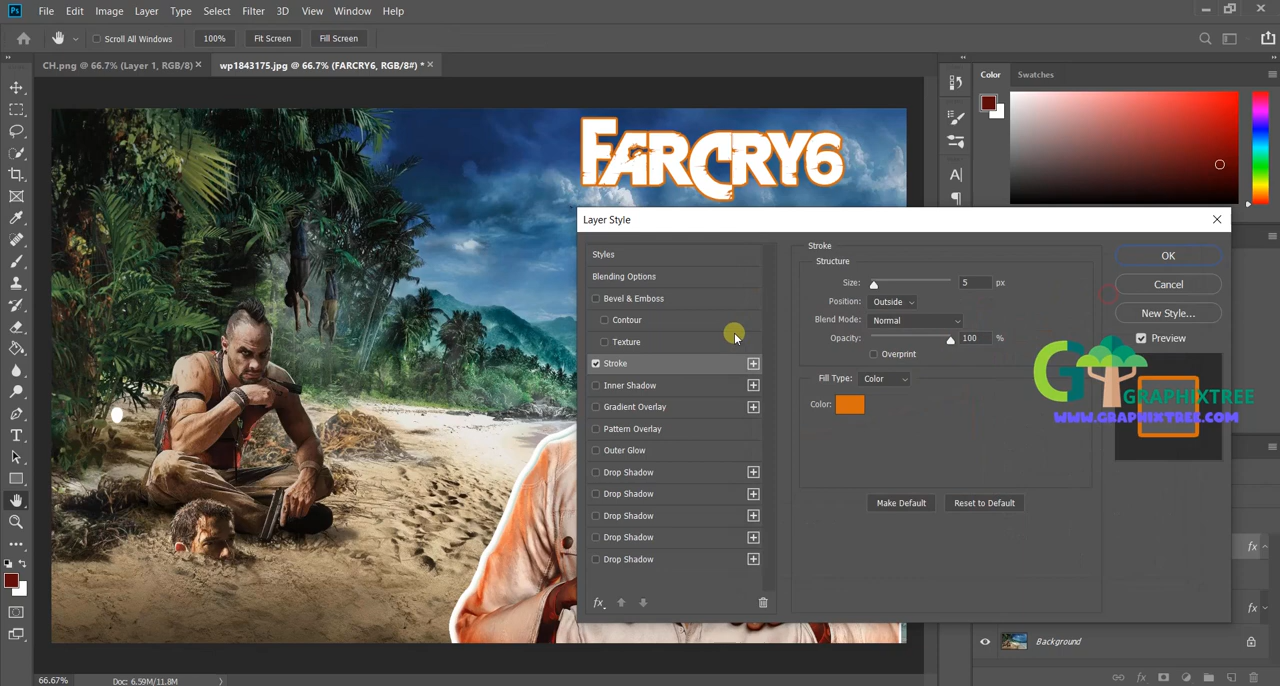 Ps File Edit Image Layer Type Select Filter 3D View Window Help
Scroll All Windows 100% Fit Screen Fill Screen
CH.png @ 66.7% (Layer 1, RGB/8) × wp1843175.jpg @ 66.7% (FARCRY6, RGB/8#) * ×
Color Swatches
FARCRY6
Layer Style
Styles
Blending Options
Bevel & Emboss
Contour
Texture
Stroke
Inner Shadow
Gradient Overlay
Pattern Overlay
Outer Glow
Drop Shadow
Drop Shadow
Drop Shadow
Drop Shadow
Drop Shadow
fx
Stroke
Structure
Size: 5 px
Position: Outside
Blend Mode: Normal
Opacity: 100 %
Overprint
Fill Type: Color
Color:
Make Default Reset to Default
OK
Cancel
New Style...
Preview
GRAPHIXTREE
WWW.GRAPHIXTREE.COM
fx
fx
Background
fx
66.67% Doc: 6.59M/11.8M